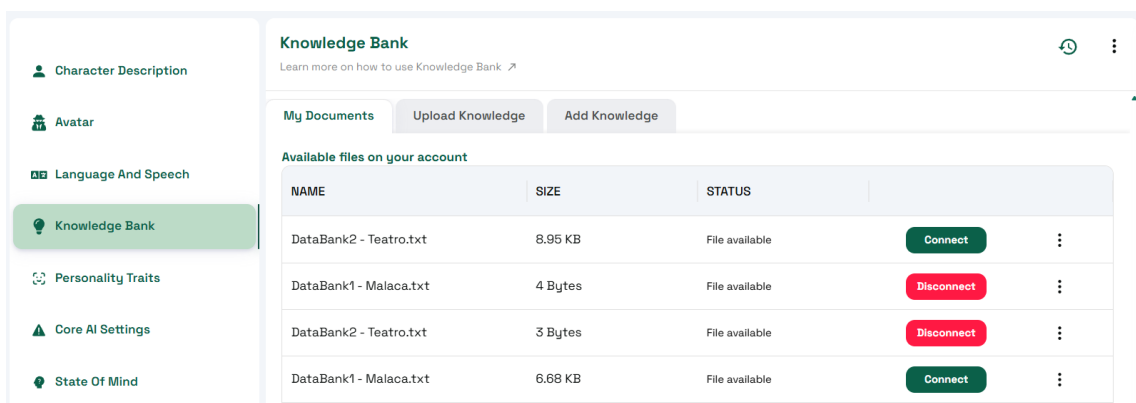 Character Description
Avatar
Language And Speech
Knowledge Bank
Personality Traits
Core AI Settings
State Of Mind
Knowledge Bank
Learn more on how to use Knowledge Bank ↗
My Documents Upload Knowledge Add Knowledge
Available files on your account
NAME SIZE STATUS
DataBank2 - Teatro.txt 8.95 KB File available Connect
DataBank1 - Malaca.txt 4 Bytes File available Disconnect
DataBank2 - Teatro.txt 3 Bytes File available Disconnect
DataBank1 - Malaca.txt 6.68 KB File available Connect